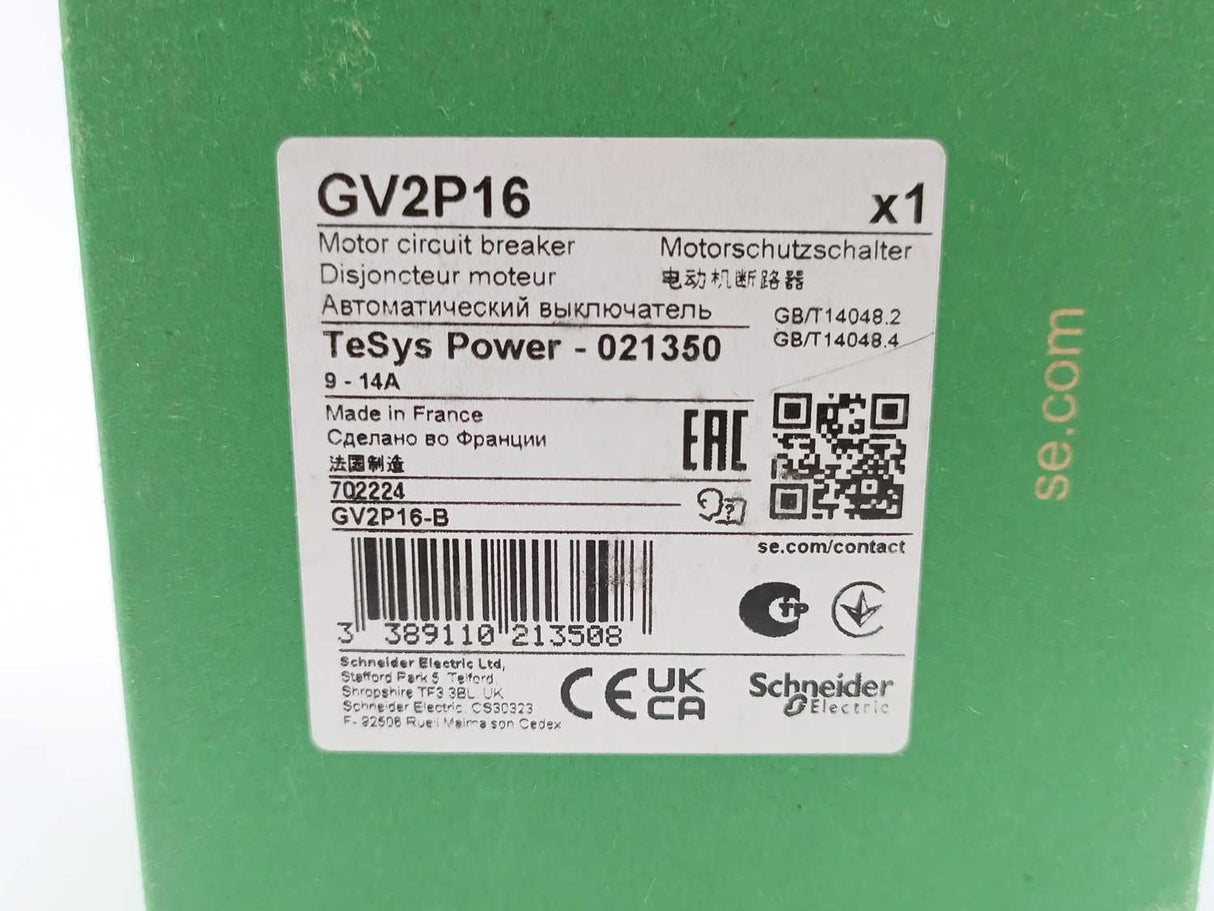 GV2P16 x1
Motor circuit breaker Motorschutzschalter
Disjoncteur moteur 电动机断路器
Автоматический выключатель GB/T14048.2
GB/T14048.4
TeSys Power - 021350
9 - 14A
Made in France
Сделано во Франции
法国制造
EAC
702224
GV2P16-B
se.com/contact
3 389110 213508
Schneider Electric Ltd,
Stafford Park 5 Telford
Shropshire TF3 3BL UK
Schneider Electric CS30323
F- 92506 Rueil Malmaison Cedex
CE UK
CA
Schneider
Electric
se.com